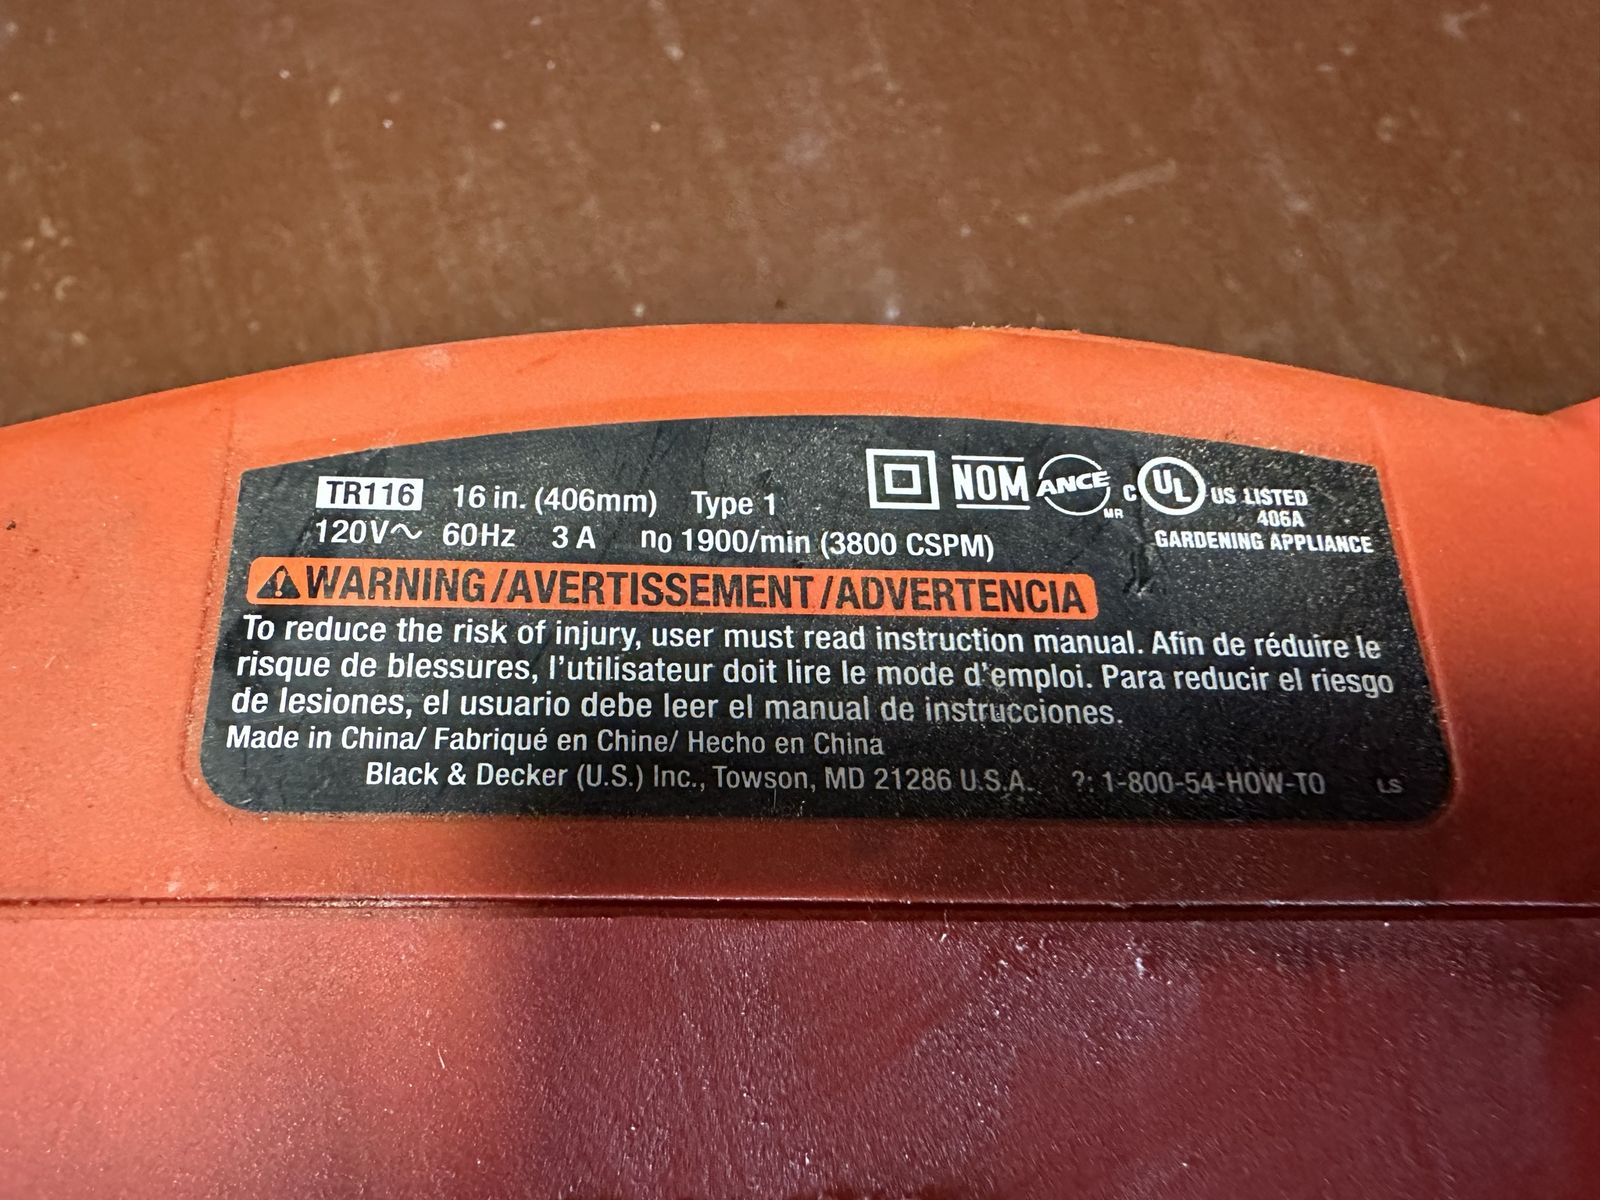 TR116 16 in. (406mm) Type 1 NOM ANCE MR C UL US LISTED
406A
120V~ 60Hz 3 A n0 1900/min (3800 CSPM) GARDENING APPLIANCE
WARNING/AVERTISSEMENT/ADVERTENCIA
To reduce the risk of injury, user must read instruction manual. Afin de réduire le
risque de blessures, l'utilisateur doit lire le mode d'emploi. Para reducir el riesgo
de lesiones, el usuario debe leer el manual de instrucciones.
Made in China/ Fabriqué en Chine/ Hecho en China
Black & Decker (U.S.) Inc., Towson, MD 21286 U.S.A. ?: 1-800-54-HOW-TO LS